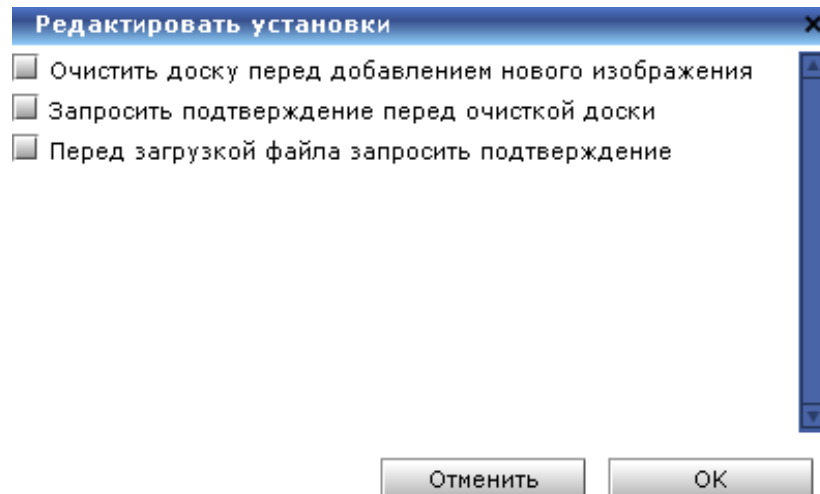 Редактировать установки
Очистить доску перед добавлением нового изображения
Запросить подтверждение перед очисткой доски
Перед загрузкой файла запросить подтверждение
Отменить
OK